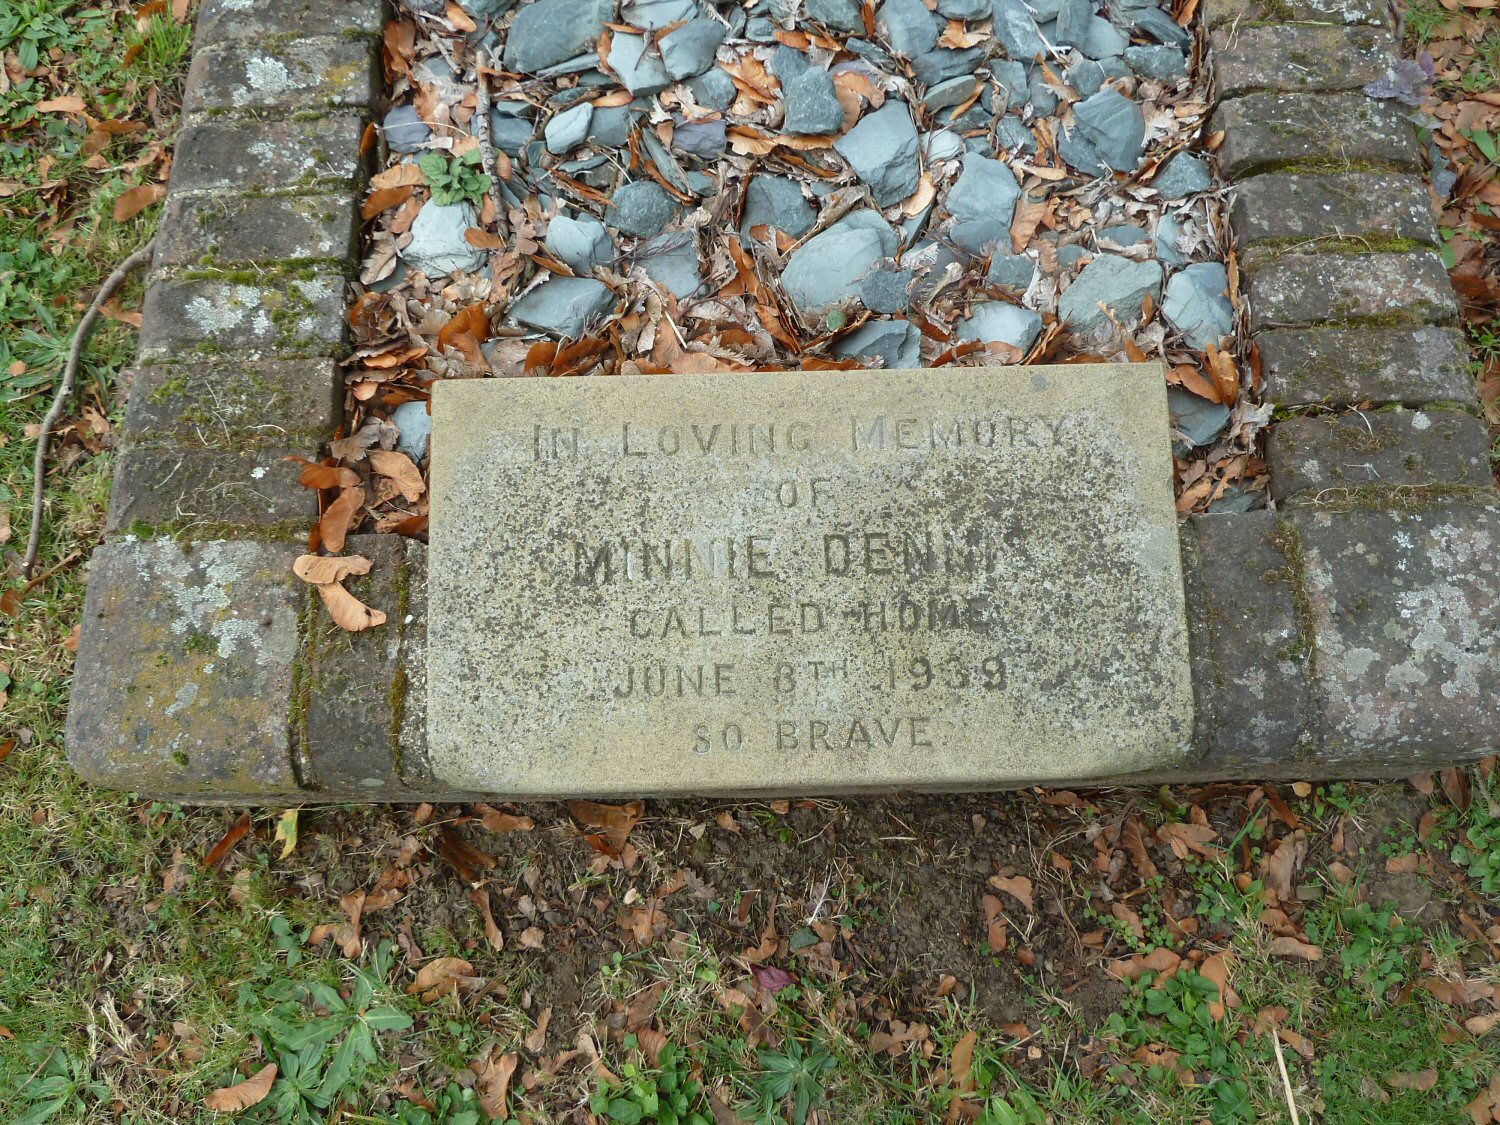 IN LOVING MEMORY
OF
MINNIE DENNIS
CALLED HOME
JUNE 8TH 1939
SO BRAVE.